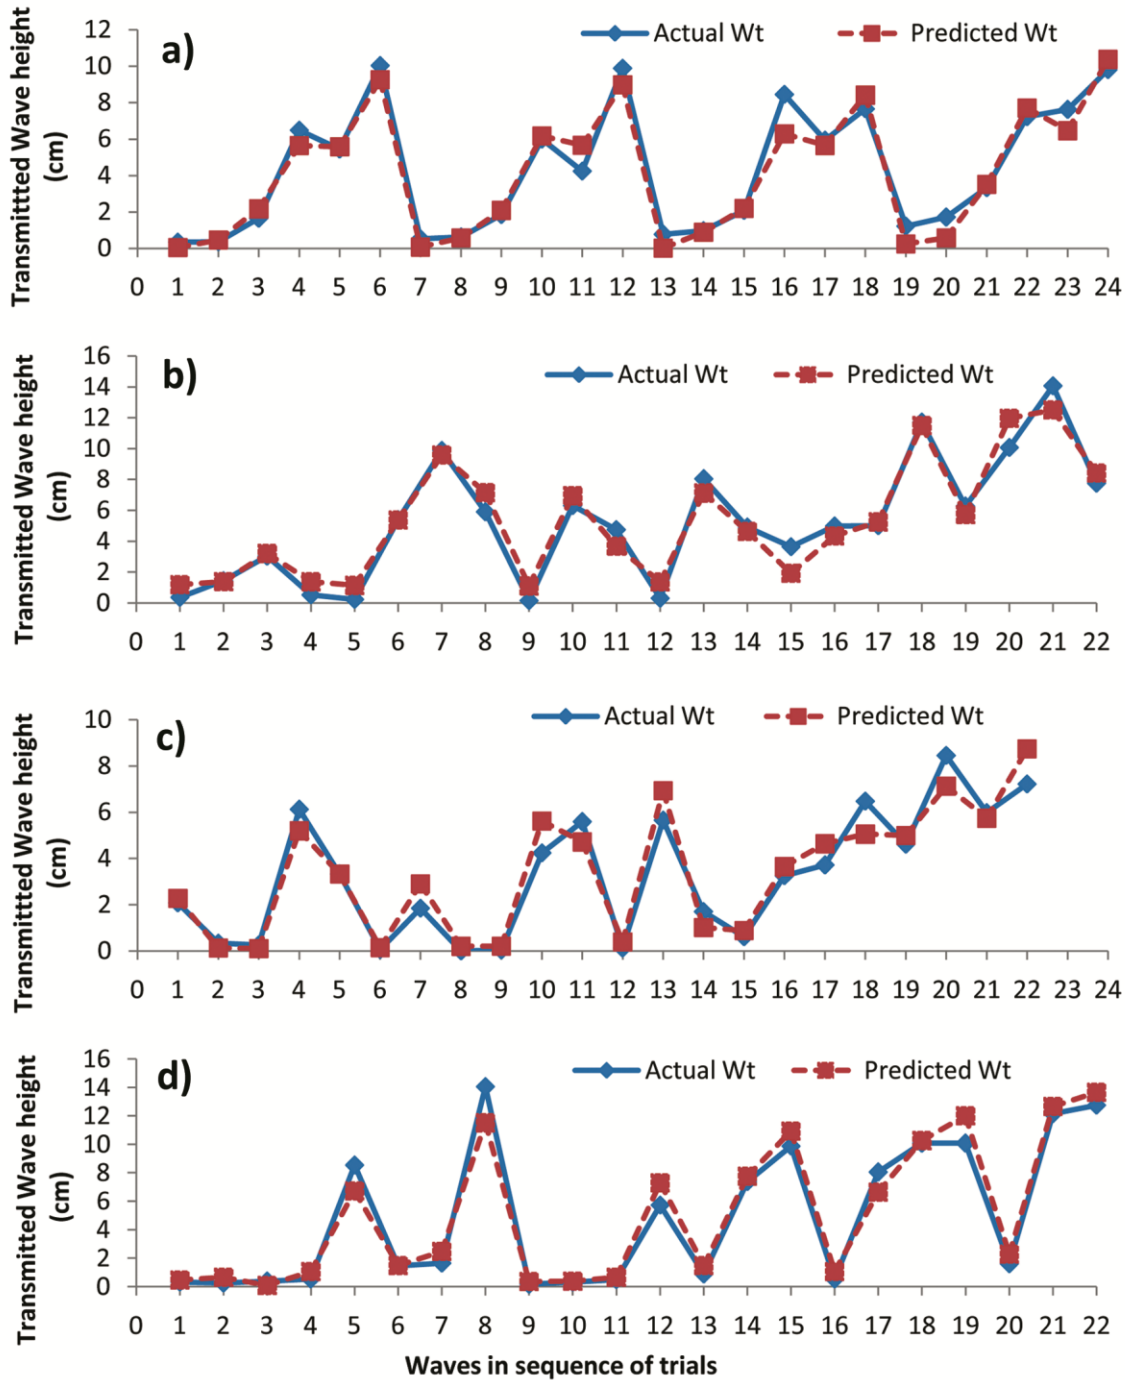 a)
Actual Wt Predicted Wt
Transmittted Wave height
(cm)
12
10
8
6
4
2
0
0 1 2 3 4 5 6 7 8 9 10 11 12 13 14 15 16 17 18 19 20 21 22 23 24
b)
Actual Wt Predicted Wt
Transmitted Wave height
(cm)
16
14
12
10
8
6
4
2
0
0 1 2 3 4 5 6 7 8 9 10 11 12 13 14 15 16 17 18 19 20 21 22
c)
Actual Wt Predicted Wt
Transmittted Wave height
(cm)
10
8
6
4
2
0
0 1 2 3 4 5 6 7 8 9 10 11 12 13 14 15 16 17 18 19 20 21 22 23 24
d)
Actual Wt Predicted Wt
Transmitted Wave height
(cm)
16
14
12
10
8
6
4
2
0
0 1 2 3 4 5 6 7 8 9 10 11 12 13 14 15 16 17 18 19 20 21 22
Waves in sequence of trials